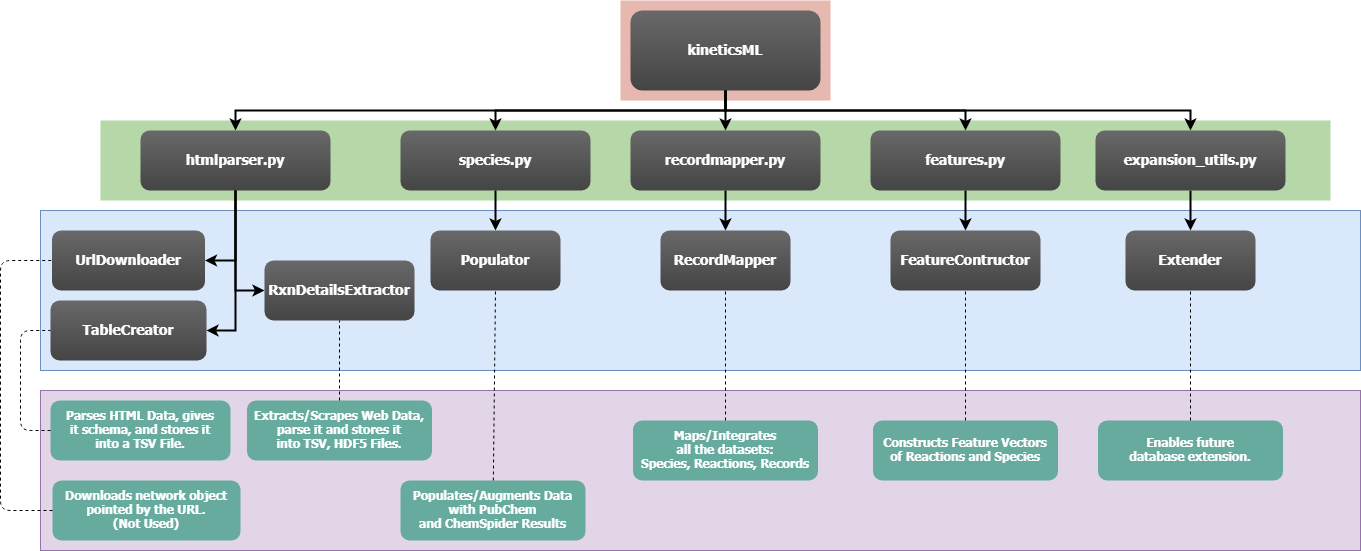 kineticsML
htmlparser.py
species.py
recordmapper.py
features.py
expansion_utils.py
UrlDownloader
RxnDetailsExtractor
TableCreator
Populator
RecordMapper
FeatureContructor
Extender
Parses HTML Data, gives
it schema, and stores it
into a TSV File.
Extracts/Scrapes Web Data,
parse it and stores it
into TSV, HDF5 Files.
Maps/Integrates
all the datasets:
Species, Reactions, Records
Constructs Feature Vectors
of Reactions and Species
Enables future
database extension.
Downloads network object
pointed by the URL.
(Not Used)
Populates/Augments Data
with PubChem
and ChemSpider Results